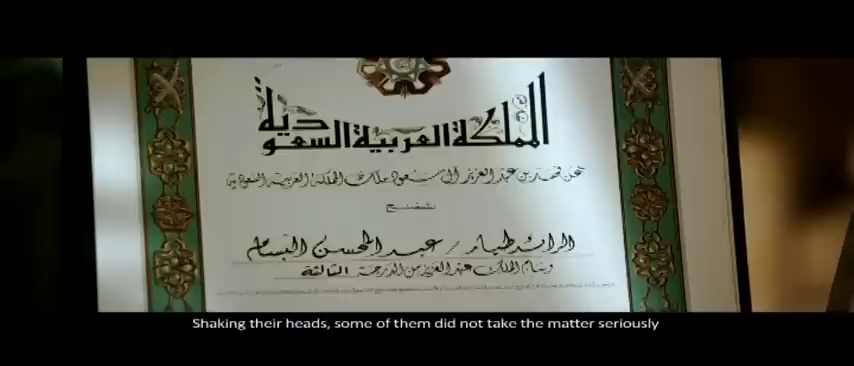 المملكة العربية السعودية
نحن فهد بن عبد العزيز آل سعود ملك المملكة العربية السعودية
نمنح
الرائد طيار / عبد المحسن البسام
وسام الملك عبد العزيز من الدرجة الثالثة
Shaking their heads, some of them did not take the matter seriously